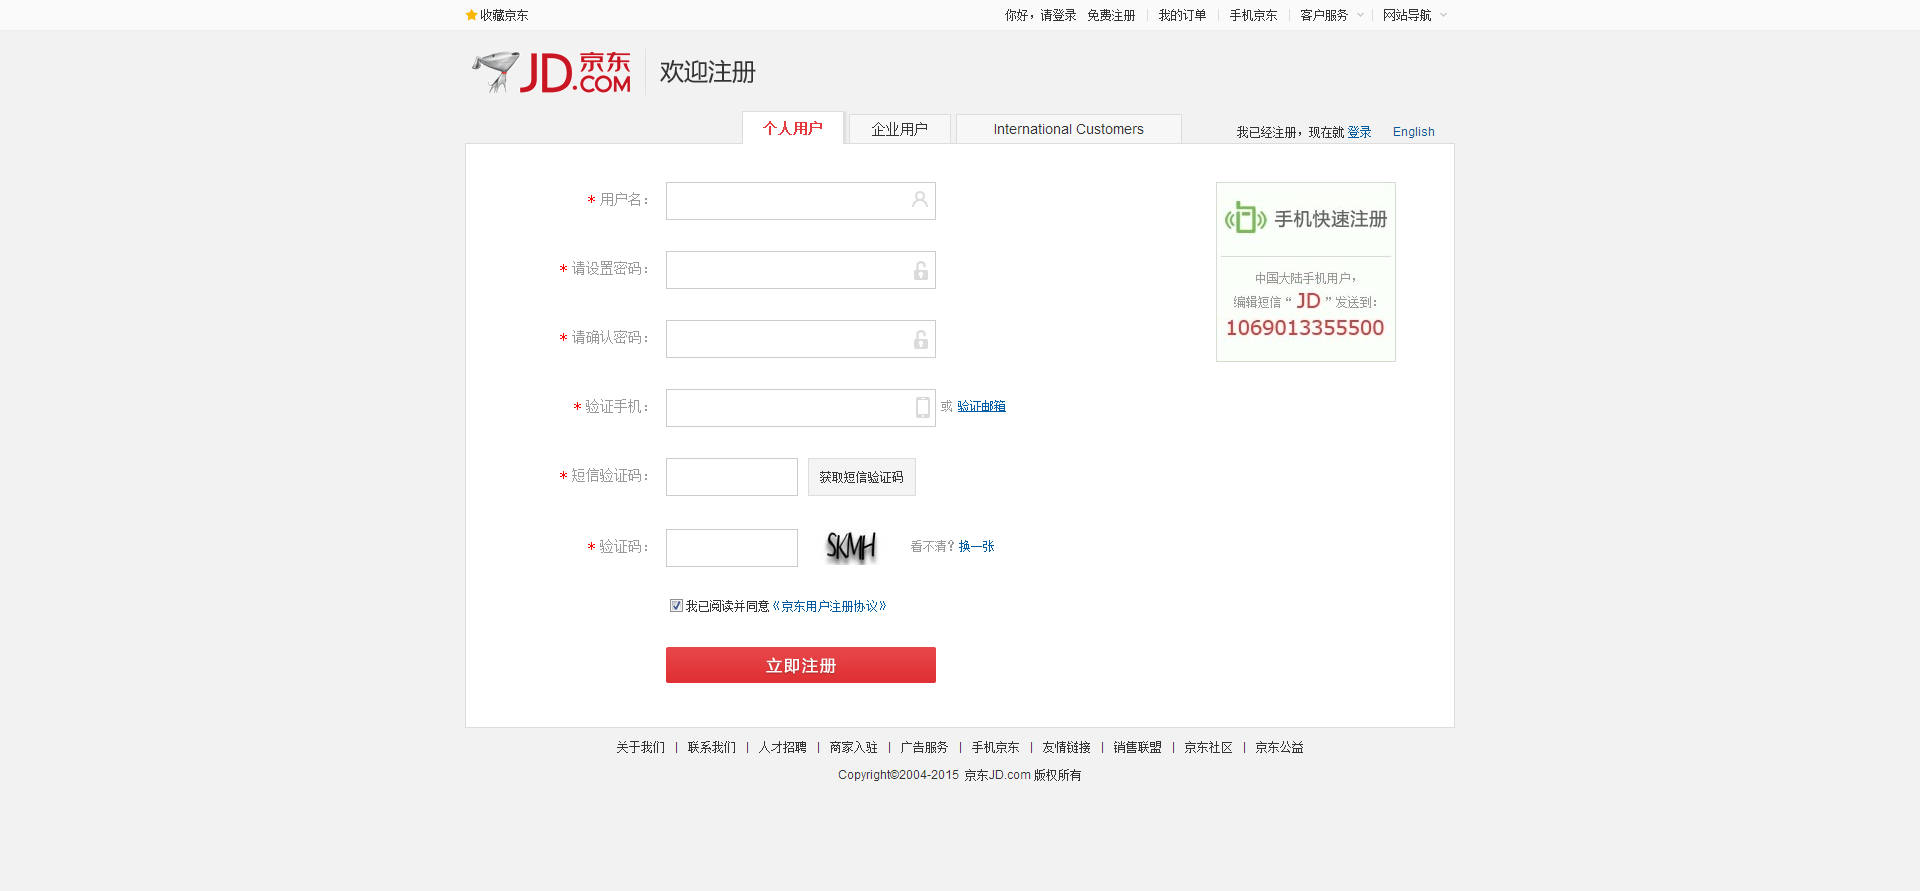 收藏京东
你好，请登录 免费注册 我的订单 手机京东 客户服务 网站导航
JD.COM 京东 欢迎注册
个人用户 企业用户 International Customers 我已经注册，现在就 登录 English
* 用户名：
* 请设置密码：
* 请确认密码：
* 验证手机： 或 验证邮箱
* 短信验证码： 获取短信验证码
* 验证码： SKMH 看不清？ 换一张
我已阅读并同意《京东用户注册协议》
立即注册
手机快速注册
中国大陆手机用户，
编辑短信 “ JD ” 发送到：
1069013355500
关于我们 | 联系我们 | 人才招聘 | 商家入驻 | 广告服务 | 手机京东 | 友情链接 | 销售联盟 | 京东社区 | 京东公益
Copyright©2004-2015 京东JD.com 版权所有